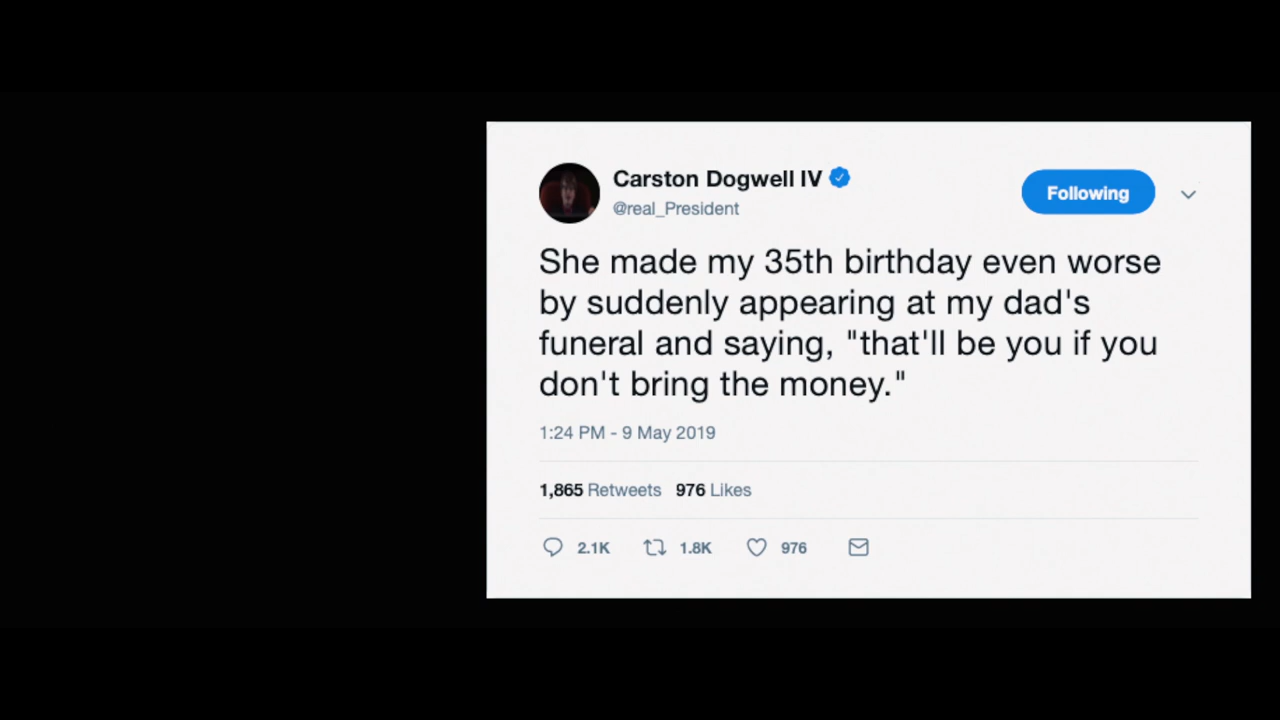 Carston Dogwell IV
@real_President
Following
She made my 35th birthday even worse
by suddenly appearing at my dad's
funeral and saying, "that'll be you if you
don't bring the money."
1:24 PM - 9 May 2019
1,865 Retweets 976 Likes
2.1K 1.8K 976